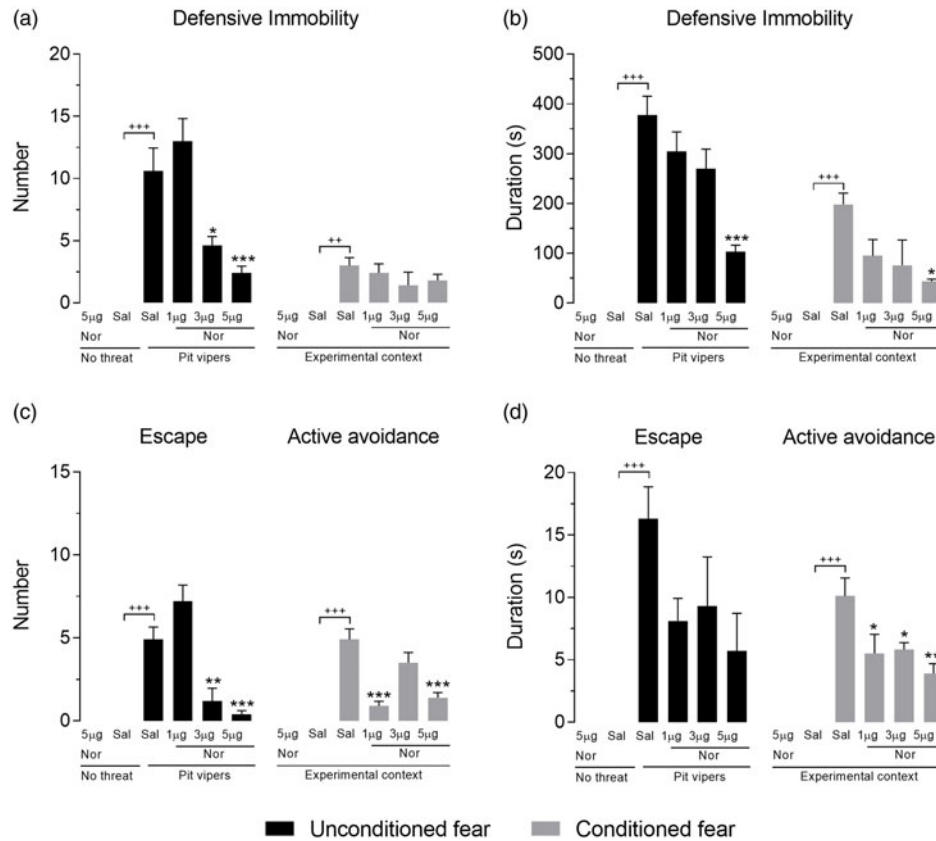 (a)
Defensive Immobility
Number
20
15
10
5
0
+++
*
***
++
5µg Sal Sal 1µg 3µg 5µg Sal Sal 1µg 3µg 5µg
Nor Nor Nor
No threat Pit vipers Experimental context
(b)
Defensive Immobility
Duration (s)
500
400
300
200
100
0
+++
***
+++
*
5µg Sal Sal 1µg 3µg 5µg 5µg Sal Sal 1µg 3µg 5µg
Nor Nor Nor Nor
No threat Pit vipers Experimental context
(c)
Escape Active avoidance
Number
15
10
5
0
+++
**
***
+++
***
***
5µg Sal Sal 1µg 3µg 5µg 5µg Sal Sal 1µg 3µg 5µg
Nor Nor Nor Nor
No threat Pit vipers Experimental context
(d)
Escape Active avoidance
Duration (s)
20
15
10
5
0
+++
+++
*
*
**
5µg Sal Sal 1µg 3µg 5µg 5µg Sal Sal 1µg 3µg 5µg
Nor Nor Nor Nor
No threat Pit vipers Experimental context
Unconditioned fear Conditioned fear